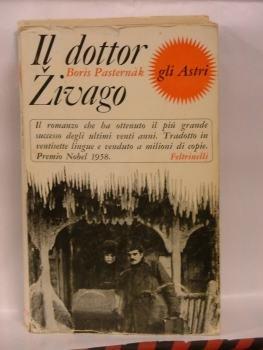 Il dottor
Boris Pasternàk
Živago
gli Astri
Il romanzo che ha ottenuto il più grande
successo degli ultimi venti anni. Tradotto in
ventisette lingue e venduto a milioni di copie.
Premio Nobel 1958.
Feltrinelli